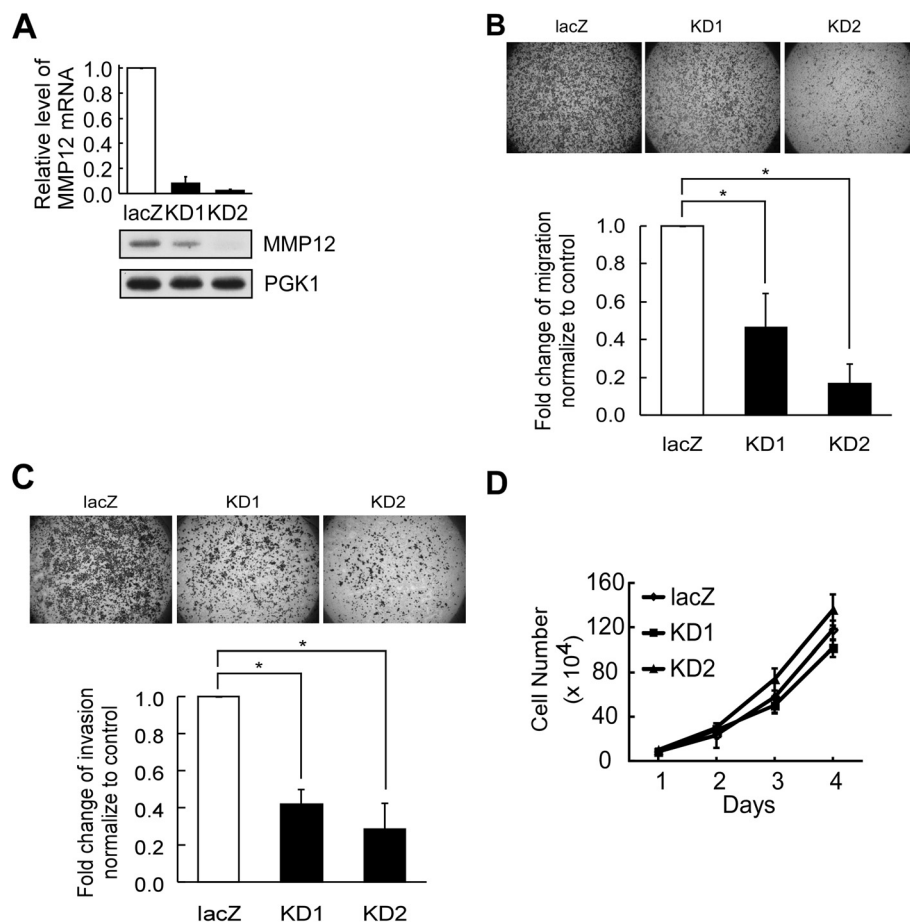 A
Relative level of
MMP12 mRNA
1.0
0.8
0.6
0.4
0.2
0.0
lacZ KD1 KD2
MMP12
PGK1
B
lacZ KD1 KD2
*
*
Fold change of migration
normalize to control
1.0
0.8
0.6
0.4
0.2
0.0
lacZ KD1 KD2
C
lacZ KD1 KD2
*
*
Fold change of invasion
normalize to control
1.0
0.8
0.6
0.4
0.2
0.0
lacZ KD1 KD2
D
Cell Number
(x 10⁴)
160
120
80
40
0
lacZ
KD1
KD2
1 2 3 4
Days